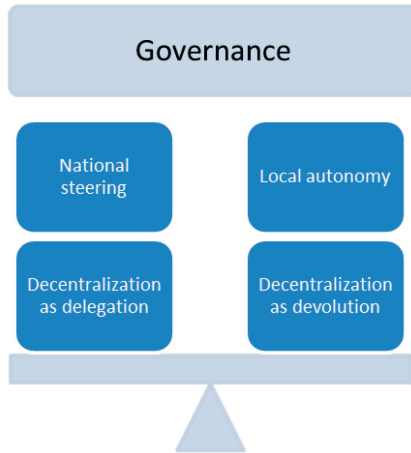 Governance
National
steering
Local autonomy
Decentralization
as delegation
Decentralization
as devolution